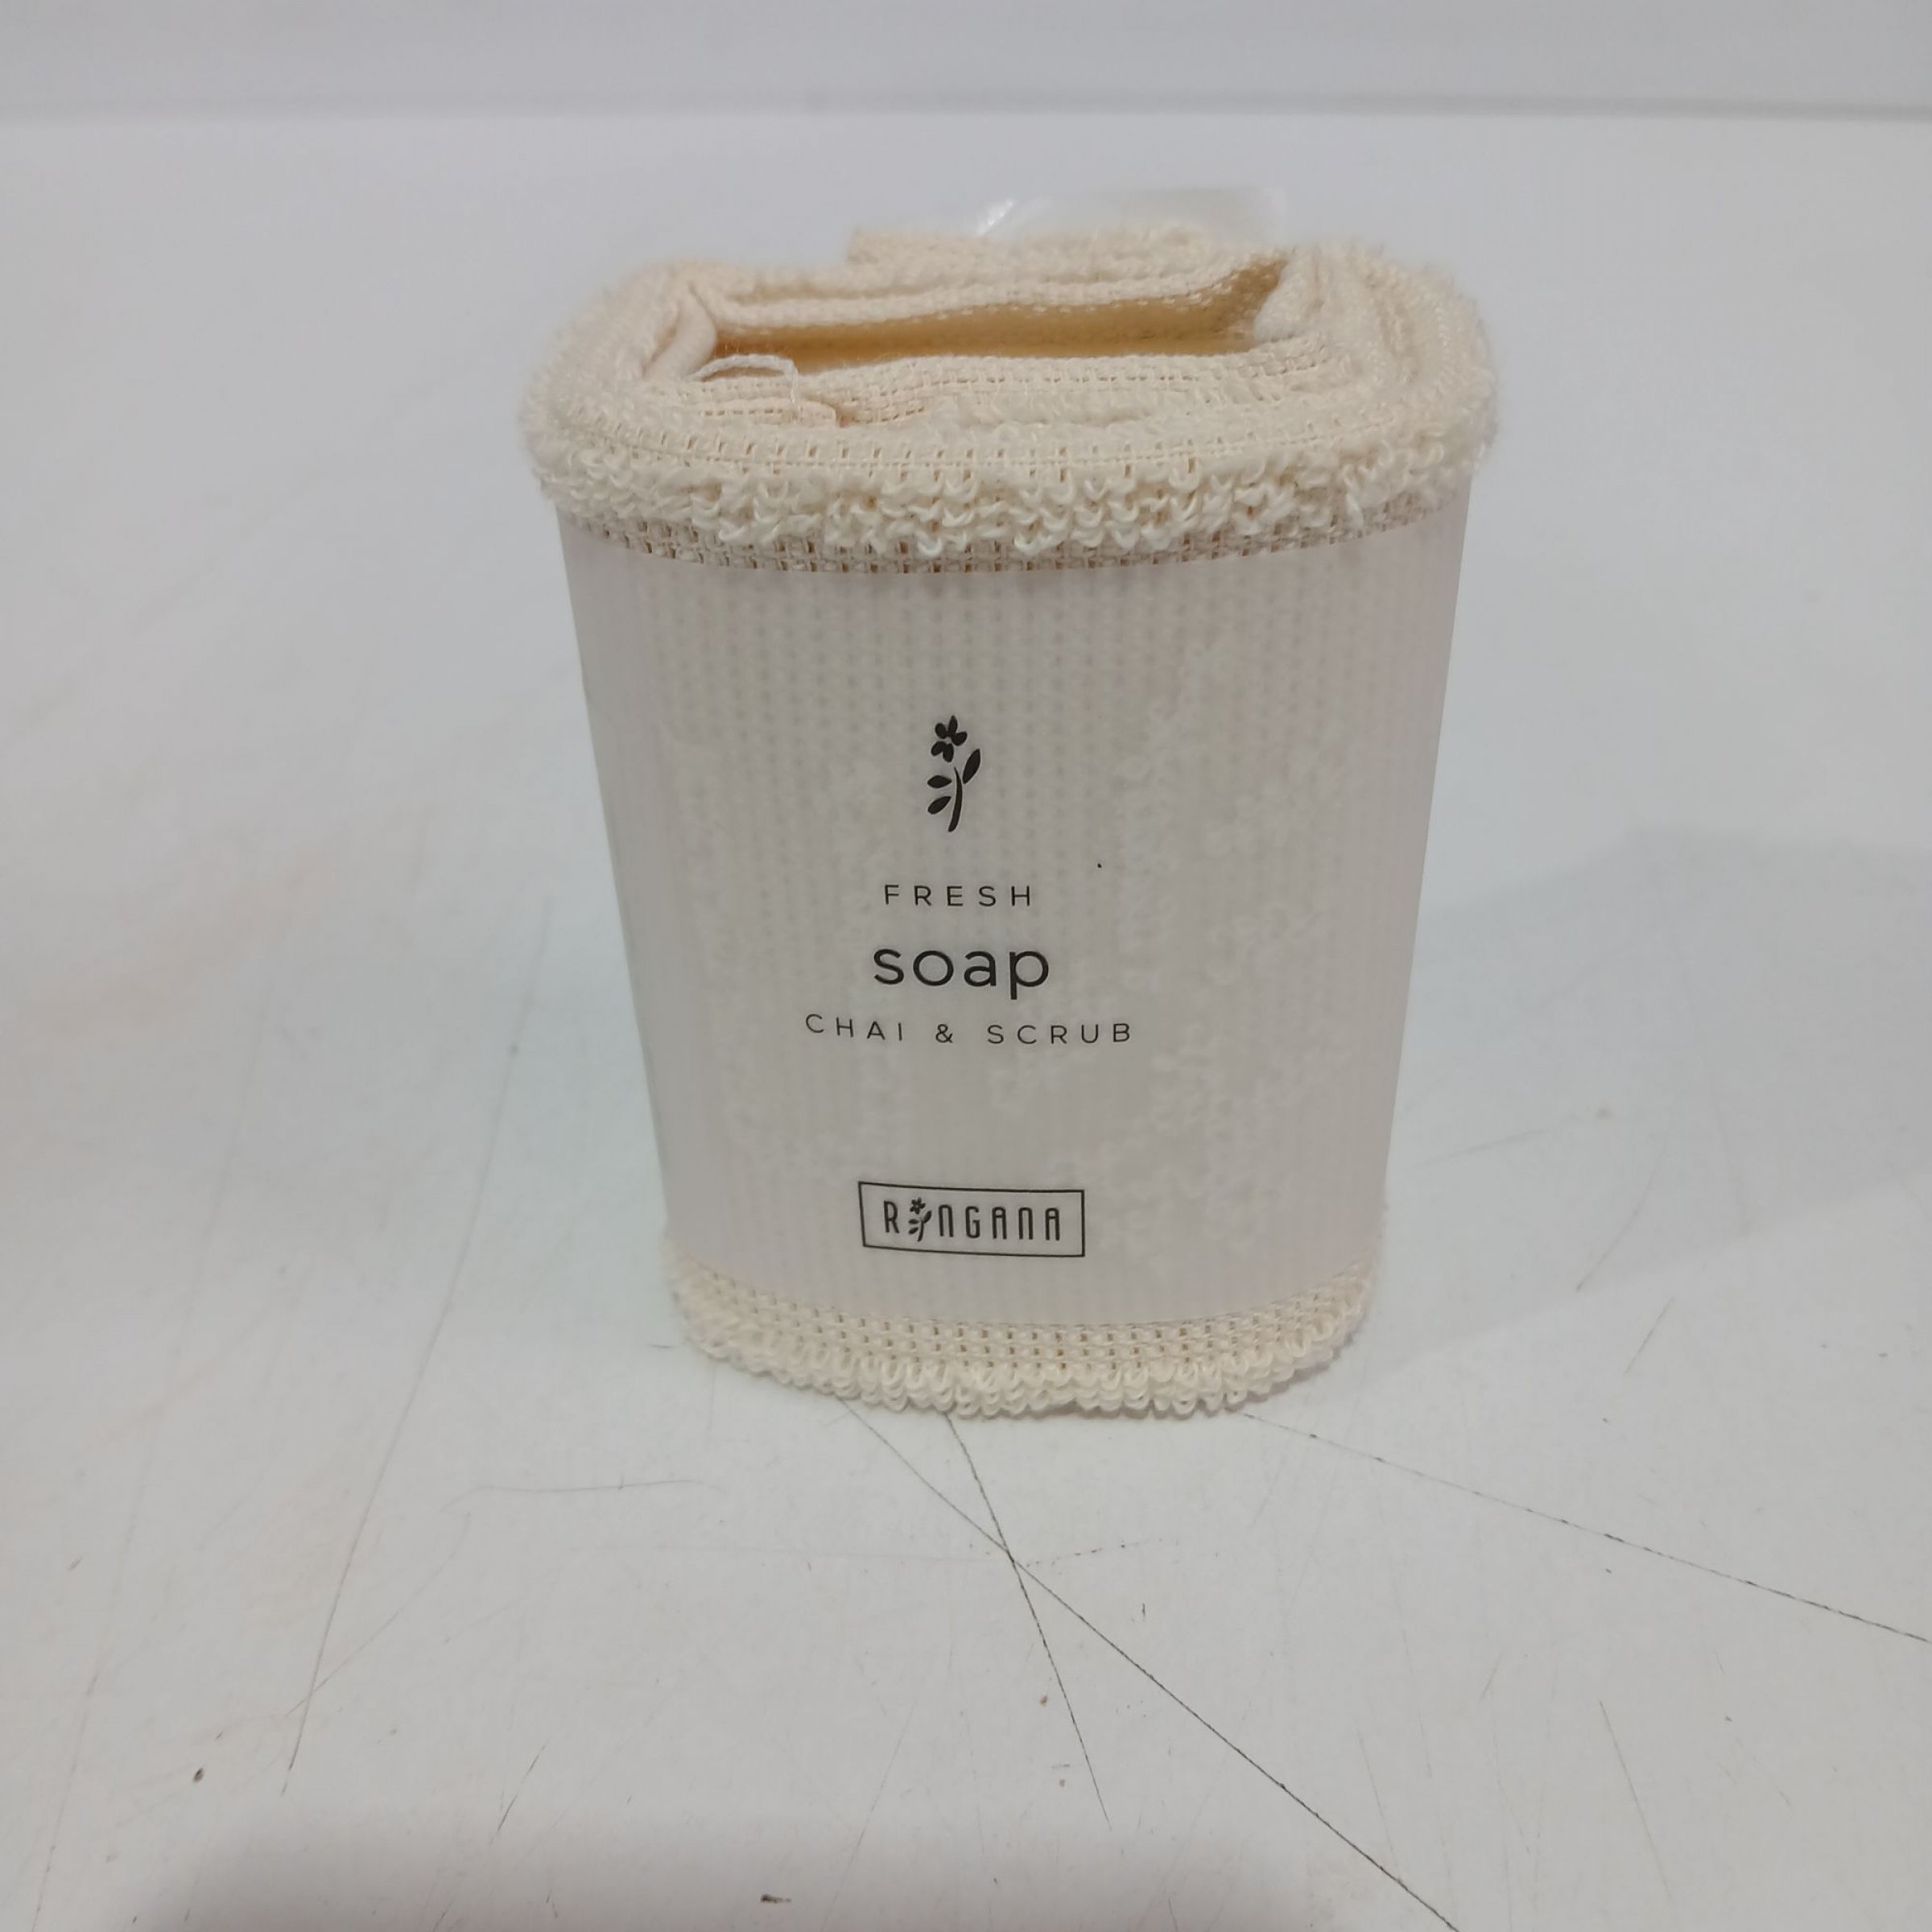 FRESH
soap
CHAI & SCRUB
RINGANA